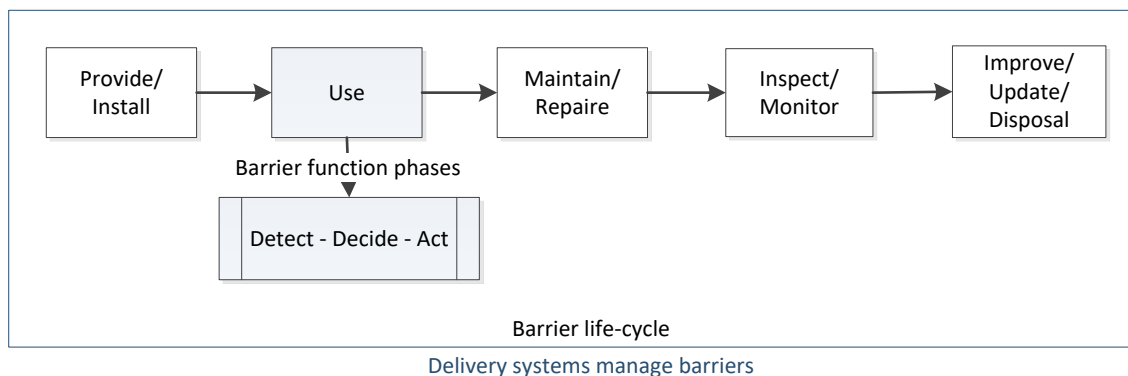 Provide/
Install
Use
Maintain/
Repaire
Inspect/
Monitor
Improve/
Update/
Disposal
Barrier function phases
Detect - Decide - Act
Barrier life-cycle
Delivery systems manage barriers